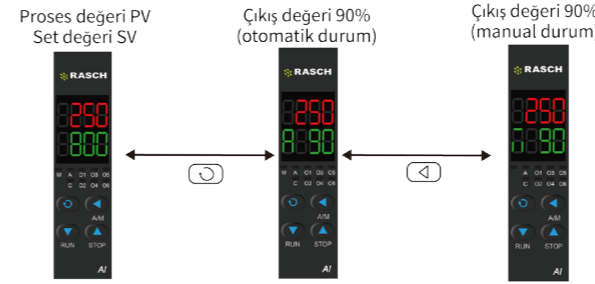 Proses değeri PV
Set değeri SV
Çıkış değeri 90%
(otomatik durum)
Çıkış değeri 90%
(manual durum)
RASCH
250
800
M A O1 O3 O5
C O2 O4 O6
A/M
RUN STOP
AI
RASCH
250
A 90
M A O1 O3 O5
C O2 O4 O6
A/M
RUN STOP
AI
RASCH
250
90
A O1 O3 O5
C O2 O4 O6
A/M
RUN STOP
AI